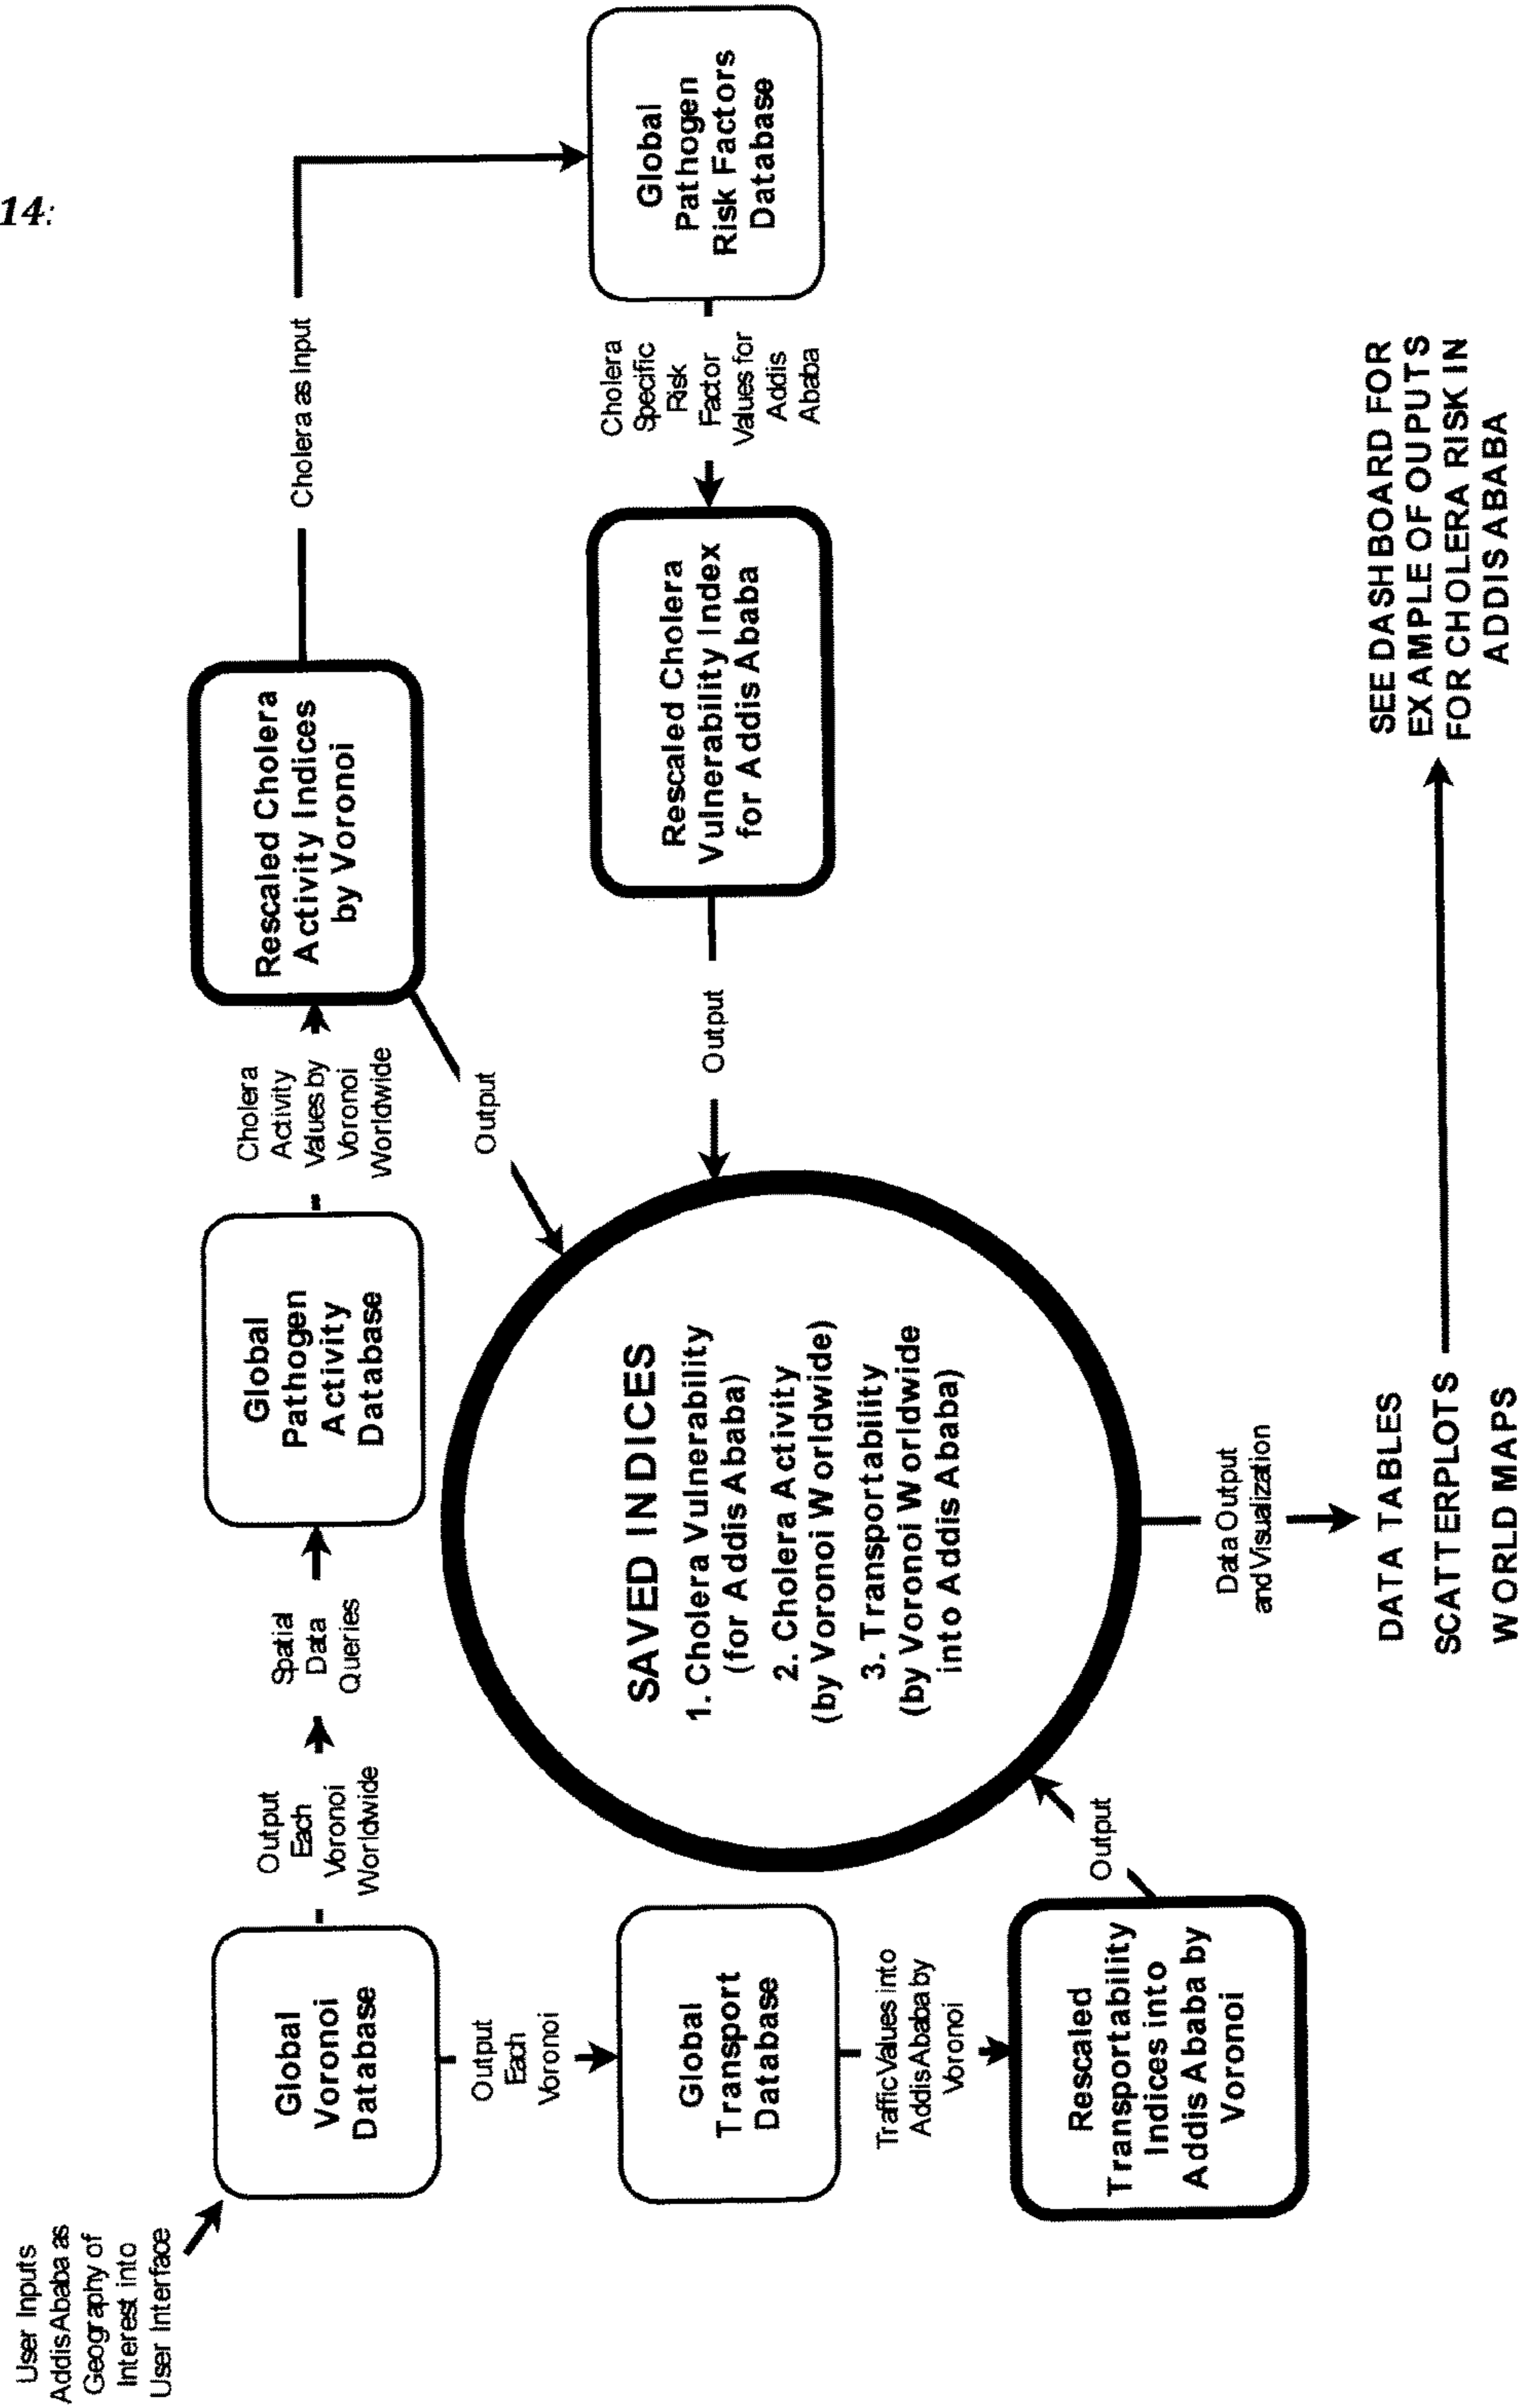 14:
User Inputs
Addis Ababa as
Geography of
Interest into
User Interface
Global
Voronoi
Database
Output
Each
Voronoi
Worldwide
Spatial
Data
Queries
Global
Pathogen
Activity
Database
Cholera
Activity
Values by
Voronoi
Worldwide
Rescaled Cholera
Activity Indices
by Voronoi
Cholera as Input
Global
Pathogen
Risk Factors
Database
Cholera
Specific
Risk
Factor
Values for
Addis
Ababa
Rescaled Cholera
Vulnerability Index
for Addis Ababa
Output
Output
Output
Each
Voronoi
Global
Transport
Database
Traffic Values into
Addis Ababa by
Voronoi
Rescaled
Transportability
Indices into
Addis Ababa by
Voronoi
Output
SAVED INDICES
1. Cholera Vulnerability
(for Addis Ababa)
2. Cholera Activity
(by Voronoi Worldwide)
3. Transportability
(by Voronoi Worldwide
into Addis Ababa)
Data Output
and Visualization
DATA TABLES
SCATTERPLOTS
WORLD MAPS
SEE DASHBOARD FOR
EXAMPLE OF OUPUTS
FOR CHOLERA RISK IN
ADDIS ABABA